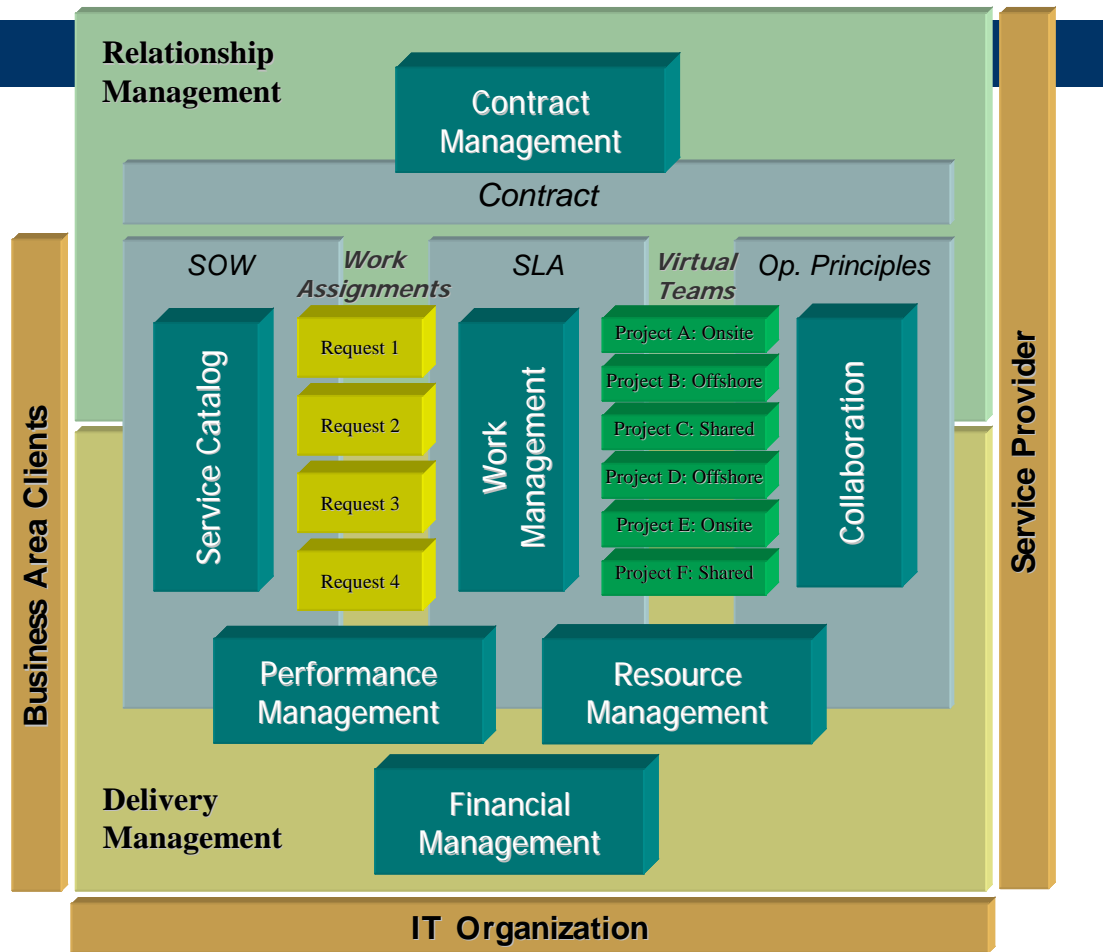 Relationship
Management
Contract
Management
Contract
SOW
Work
Assignments
SLA
Virtual
Teams
Op. Principles
Service Catalog
Request 1
Request 2
Request 3
Request 4
Work
Management
Project A: Onsite
Project B: Offshore
Project C: Shared
Project D: Offshore
Project E: Onsite
Project F: Shared
Collaboration
Business Area Clients
Service Provider
Performance
Management
Resource
Management
Delivery
Management
Financial
Management
IT Organization